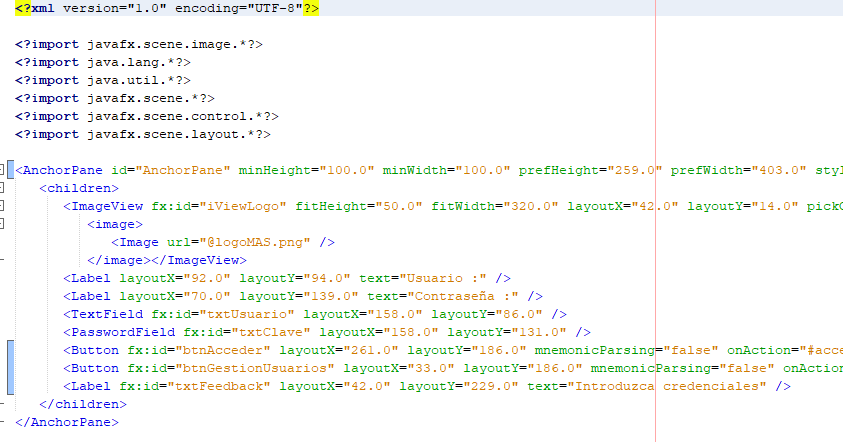 <?xml version="1.0" encoding="UTF-8"?>
<?import javafx.scene.image.*?>
<?import java.lang.*?>
<?import java.util.*?>
<?import javafx.scene.*?>
<?import javafx.scene.control.*?>
<?import javafx.scene.layout.*?>
<AnchorPane id="AnchorPane" minHeight="100.0" minWidth="100.0" prefHeight="259.0" prefWidth="403.0" styl
<children>
<ImageView fx:id="iViewLogo" fitHeight="50.0" fitWidth="320.0" layoutX="42.0" layoutY="14.0" pickO
<image>
<Image url="@logoMAS.png" />
</image></ImageView>
<Label layoutX="92.0" layoutY="94.0" text="Usuario :" />
<Label layoutX="70.0" layoutY="139.0" text="Contraseña :" />
<TextField fx:id="txtUsuario" layoutX="158.0" layoutY="86.0" />
<PasswordField fx:id="txtClave" layoutX="158.0" layoutY="131.0" />
<Button fx:id="btnAcceder" layoutX="261.0" layoutY="186.0" mnemonicParsing="false" onAction="#acce
<Button fx:id="btnGestionUsuarios" layoutX="33.0" layoutY="186.0" mnemonicParsing="false" onAction
<Label fx:id="txtFeedback" layoutX="42.0" layoutY="229.0" text="Introduzca credenciales" />
</children>
</AnchorPane>